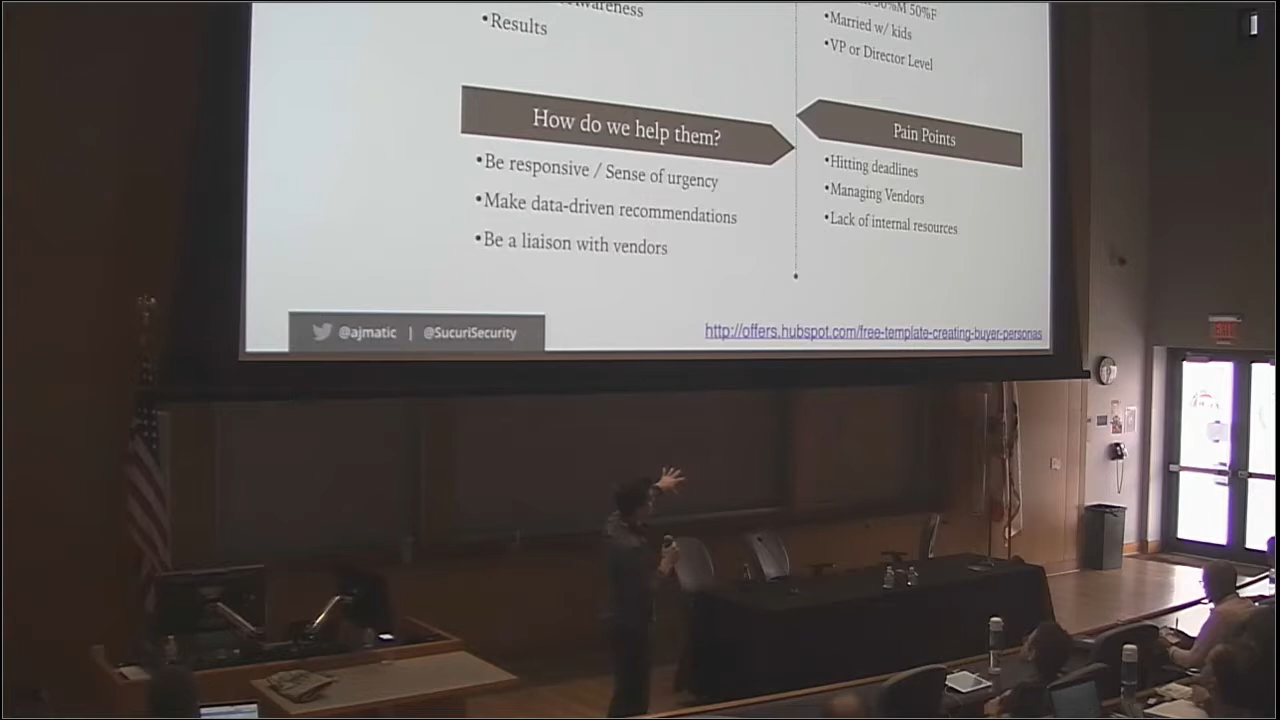 •Results
50%F
•Married w/ kids
•VP or Director Level
How do we help them?
•Be responsive / Sense of urgency
•Make data-driven recommendations
•Be a liaison with vendors
Pain Points
•Hitting deadlines
•Managing Vendors
•Lack of internal resources
@ajmatic | @SucuriSecurity
http://offers.hubspot.com/free-template-creating-buyer-personas
EXIT